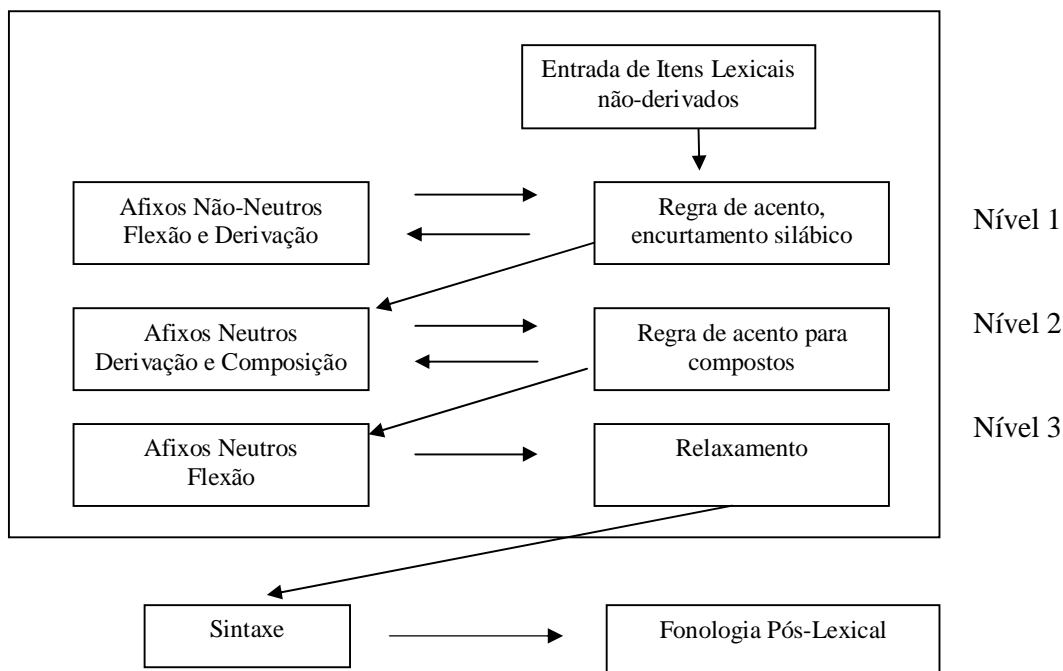 Entrada de Itens Lexicais
não-derivados
Afixos Não-Neutros
Flexão e Derivação
Regra de acento,
encurtamento silábico
Nível 1
Afixos Neutros
Derivação e Composição
Regra de acento para
compostos
Nível 2
Afixos Neutros
Flexão
Relaxamento
Nível 3
Sintaxe
Fonologia Pós-Lexical